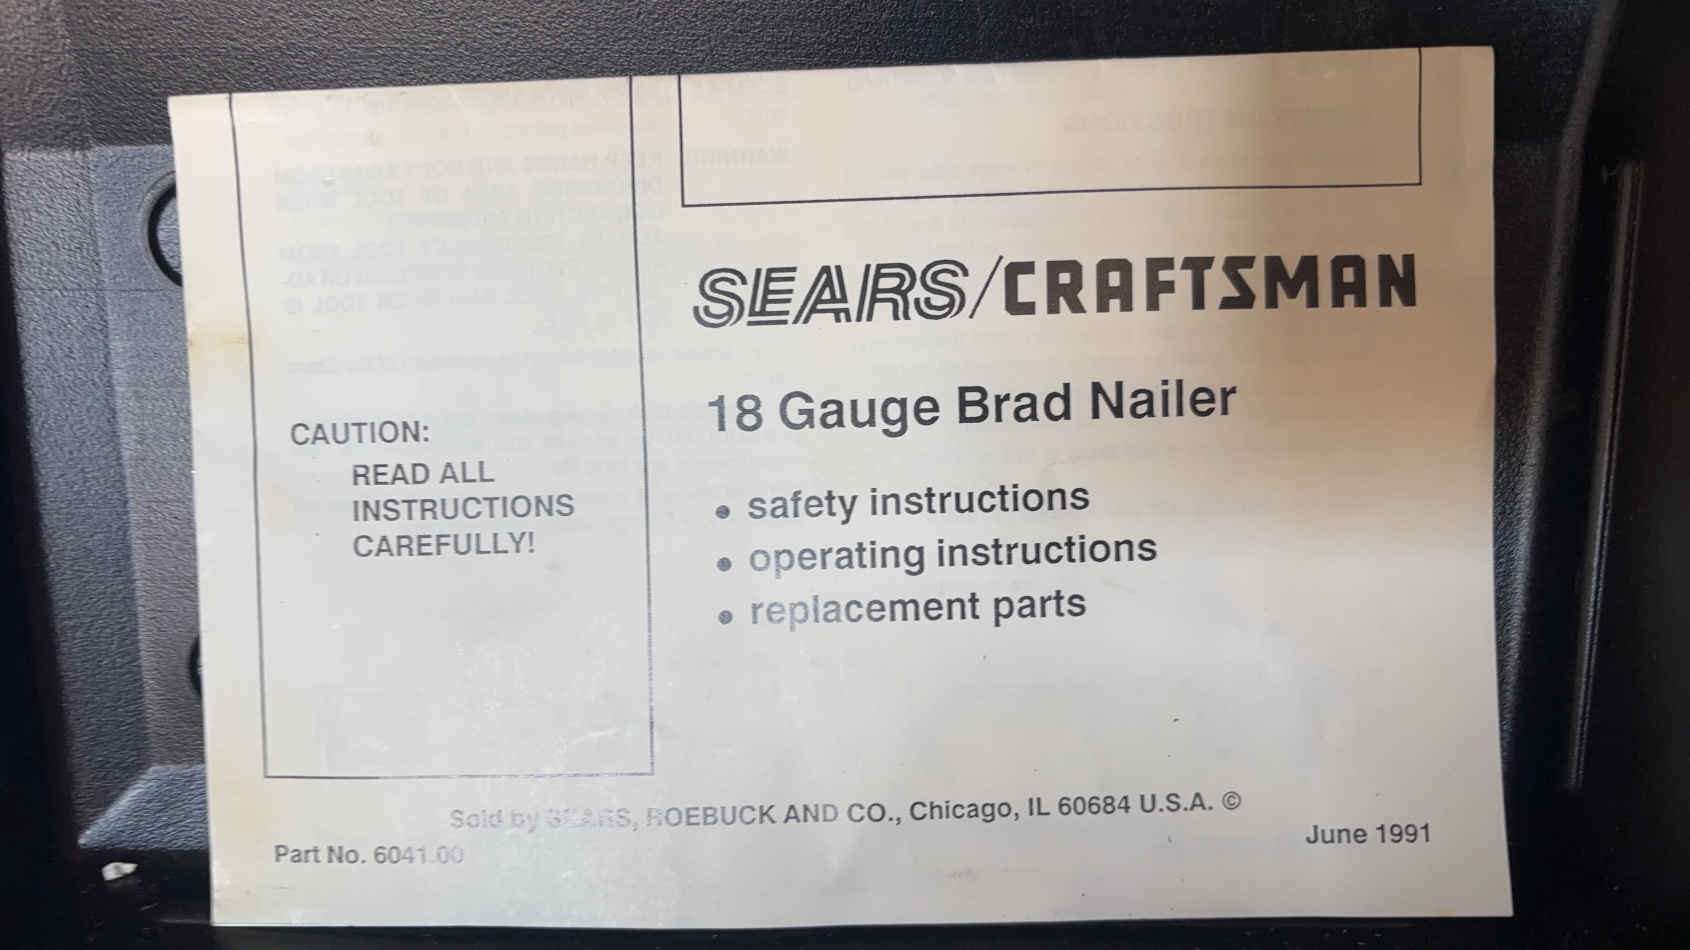 SEARS/CRAFTSMAN
18 Gauge Brad Nailer
CAUTION:
READ ALL
INSTRUCTIONS
CAREFULLY!
• safety instructions
• operating instructions
• replacement parts
Sold by SEARS, ROEBUCK AND CO., Chicago, IL 60684 U.S.A. ©
Part No. 6041.00
June 1991